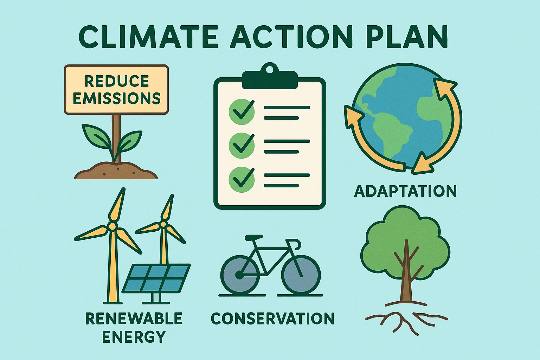 CLIMATE ACTION PLAN
REDUCE
EMISSIONS
ADAPTATION
RENEWABLE
ENERGY
CONSERVATION